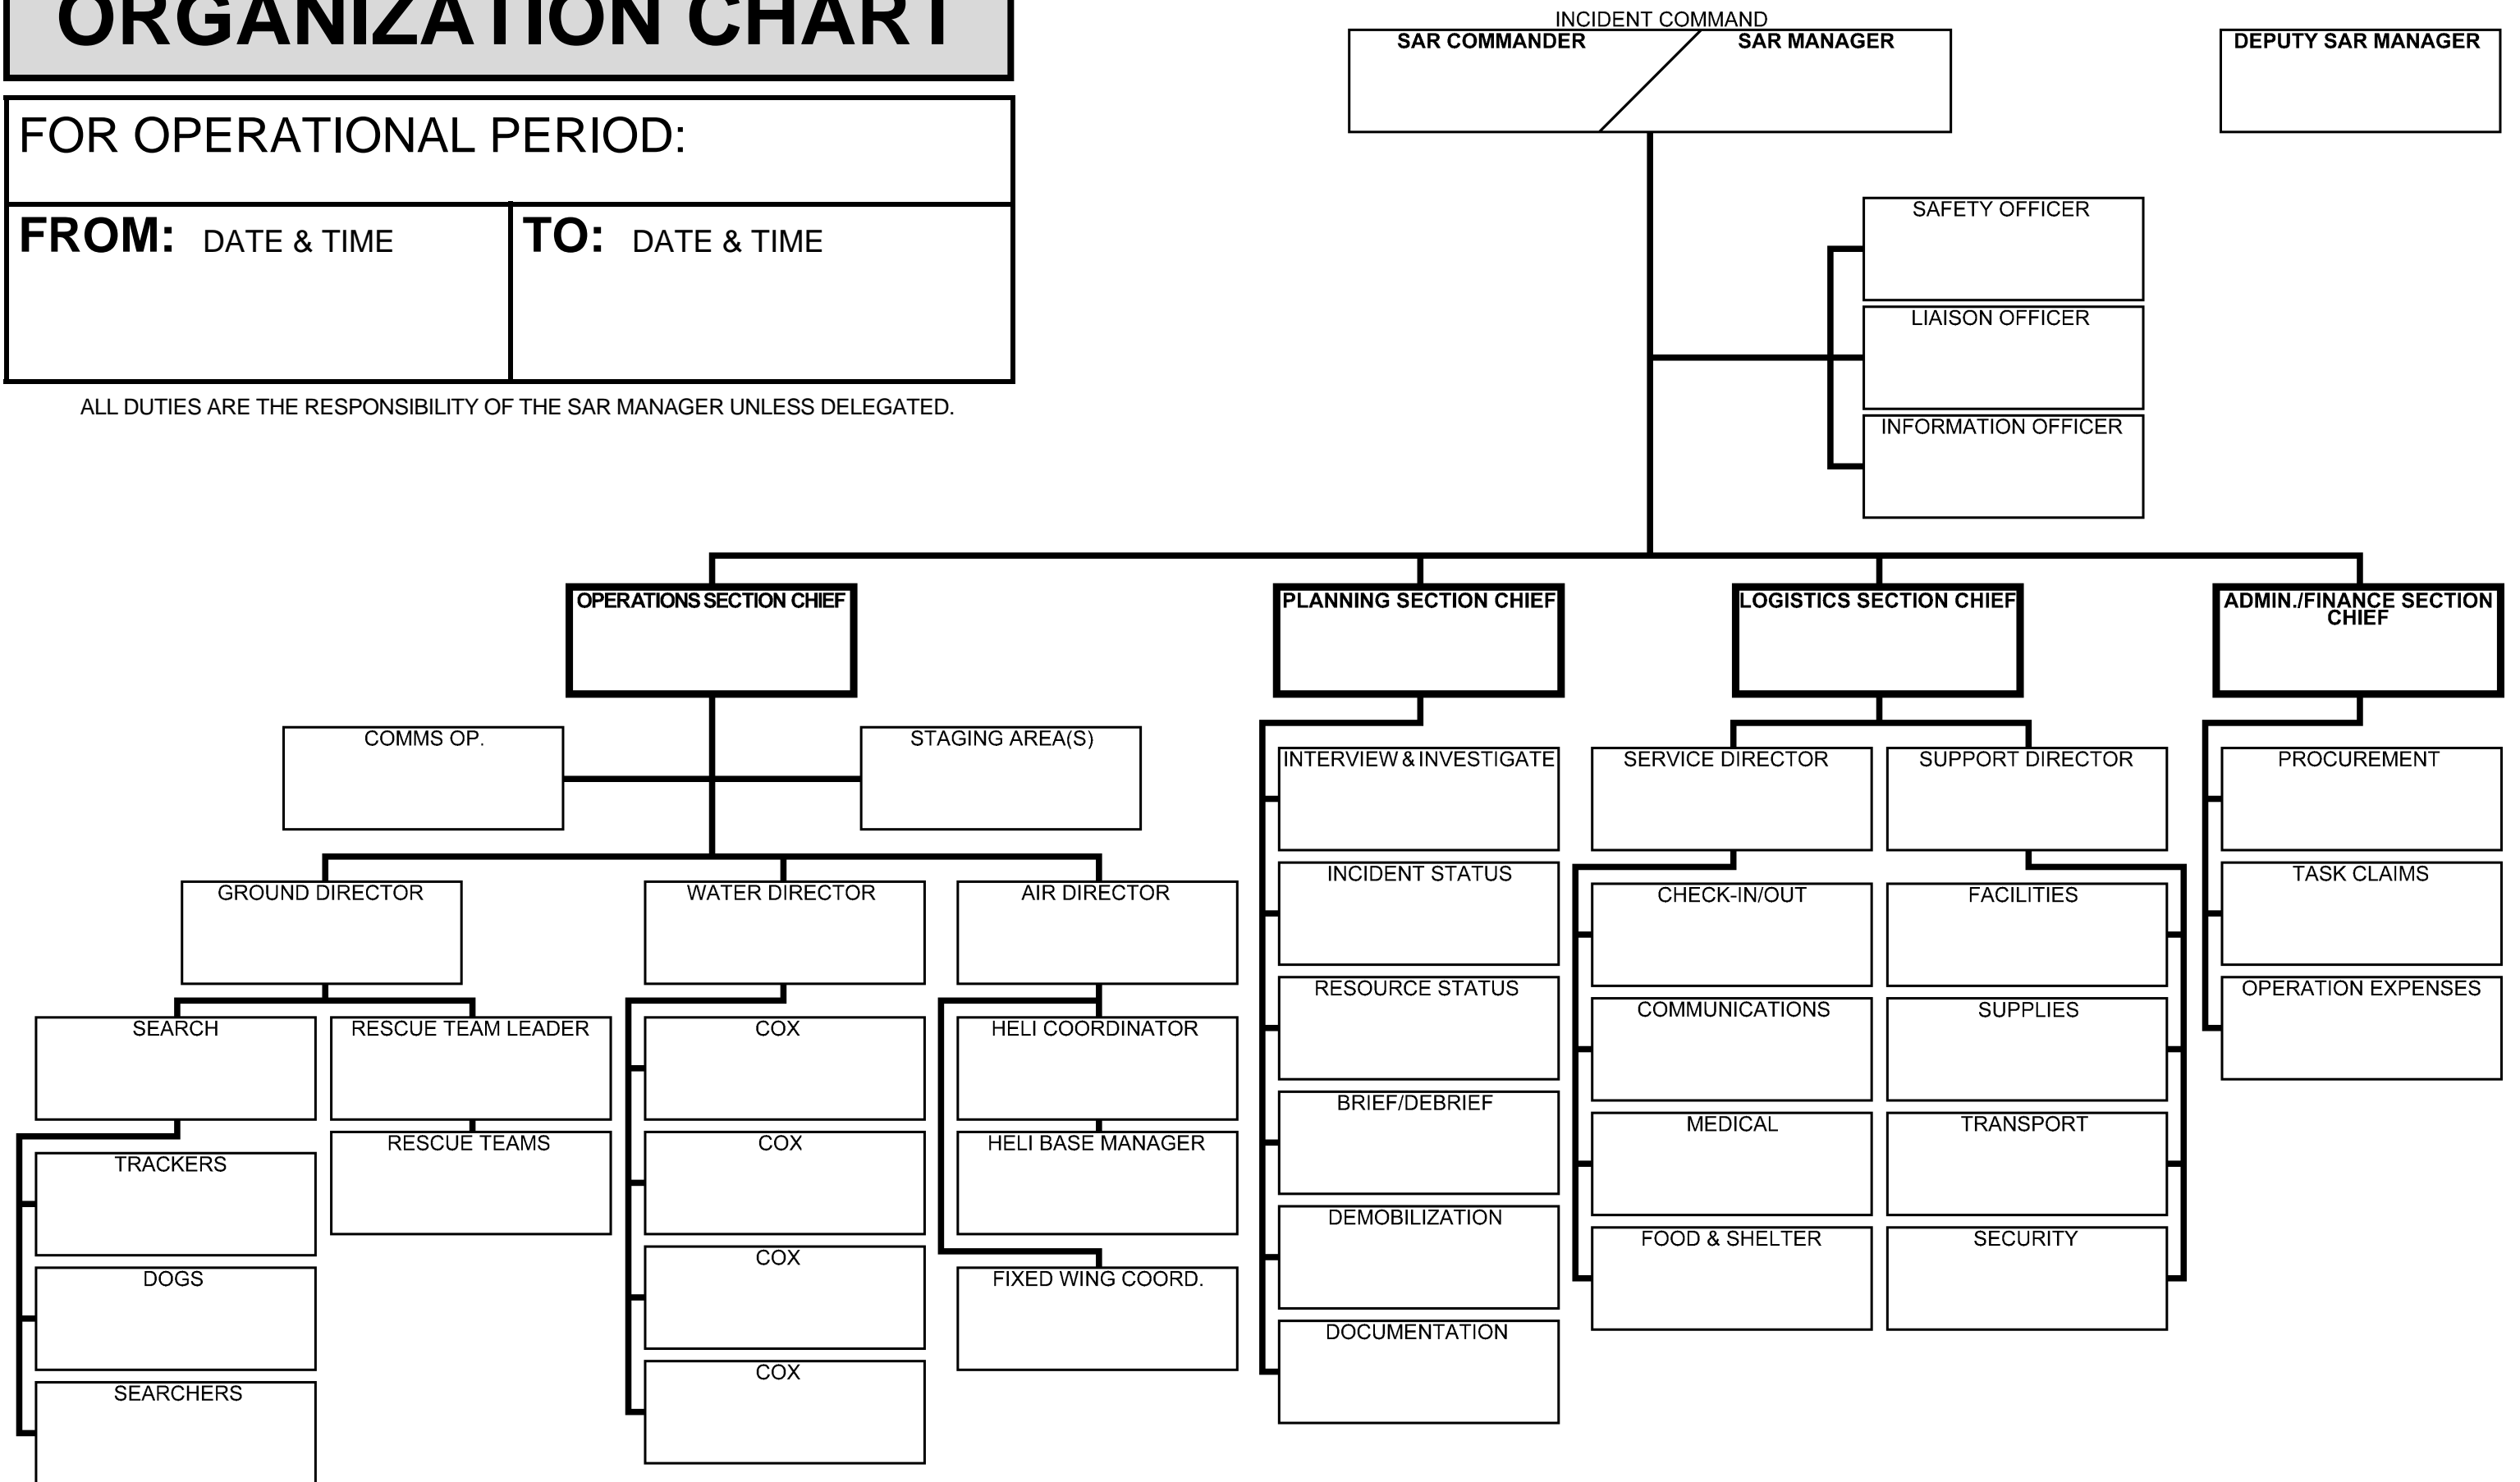 ORGANIZATION CHART
FOR OPERATIONAL PERIOD:
FROM: DATE & TIME
TO: DATE & TIME
ALL DUTIES ARE THE RESPONSIBILITY OF THE SAR MANAGER UNLESS DELEGATED.
INCIDENT COMMAND
SAR COMMANDER
SAR MANAGER
DEPUTY SAR MANAGER
SAFETY OFFICER
LIAISON OFFICER
INFORMATION OFFICER
OPERATIONS SECTION CHIEF
PLANNING SECTION CHIEF
LOGISTICS SECTION CHIEF
ADMIN./FINANCE SECTION
CHIEF
COMMS OP.
STAGING AREA(S)
GROUND DIRECTOR
WATER DIRECTOR
AIR DIRECTOR
SEARCH
RESCUE TEAM LEADER
RESCUE TEAMS
TRACKERS
DOGS
SEARCHERS
COX
COX
COX
COX
HELI COORDINATOR
HELI BASE MANAGER
FIXED WING COORD.
INTERVIEW & INVESTIGATE
INCIDENT STATUS
RESOURCE STATUS
BRIEF/DEBRIEF
DEMOBILIZATION
DOCUMENTATION
SERVICE DIRECTOR
CHECK-IN/OUT
COMMUNICATIONS
MEDICAL
FOOD & SHELTER
SUPPORT DIRECTOR
FACILITIES
SUPPLIES
TRANSPORT
SECURITY
PROCUREMENT
TASK CLAIMS
OPERATION EXPENSES